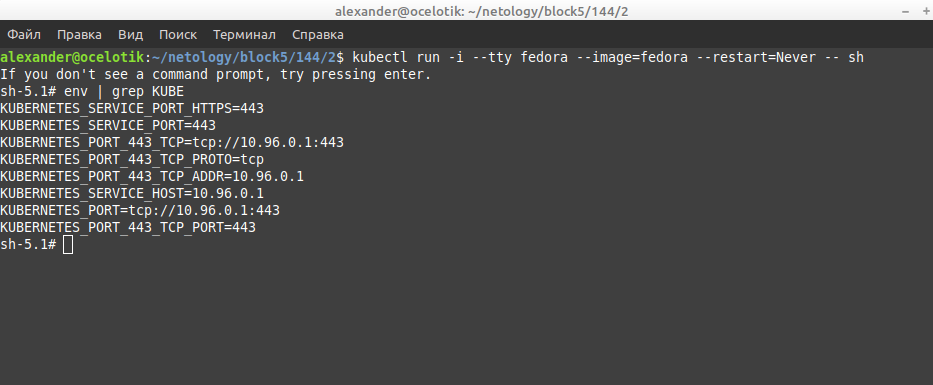 alexander@ocelotik: ~/netology/block5/144/2
Файл Правка Вид Поиск Терминал Справка
alexander@ocelotik:~/netology/block5/144/2$ kubectl run -i --tty fedora --image=fedora --restart=Never -- sh
If you don't see a command prompt, try pressing enter.
sh-5.1# env | grep KUBE
KUBERNETES_SERVICE_PORT_HTTPS=443
KUBERNETES_SERVICE_PORT=443
KUBERNETES_PORT_443_TCP=tcp://10.96.0.1:443
KUBERNETES_PORT_443_TCP_PROTO=tcp
KUBERNETES_PORT_443_TCP_ADDR=10.96.0.1
KUBERNETES_SERVICE_HOST=10.96.0.1
KUBERNETES_PORT=tcp://10.96.0.1:443
KUBERNETES_PORT_443_TCP_PORT=443
sh-5.1#